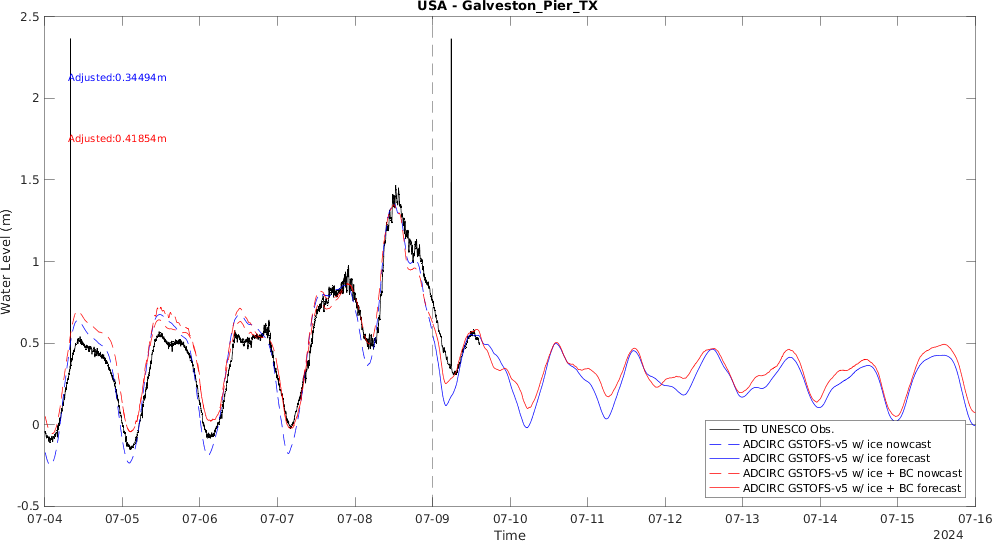 USA - Galveston_Pier_TX
2.5
2
1.5
1
0.5
0
-0.5
Water Level (m)
Adjusted:0.34494m
Adjusted:0.41854m
TD UNESCO Obs.
ADCIRC GSTOFS-v5 w/ ice nowcast
ADCIRC GSTOFS-v5 w/ ice forecast
ADCIRC GSTOFS-v5 w/ ice + BC nowcast
ADCIRC GSTOFS-v5 w/ ice + BC forecast
07-04 07-05 07-06 07-07 07-08 07-09 07-10 07-11 07-12 07-13 07-14 07-15 07-16
Time
2024